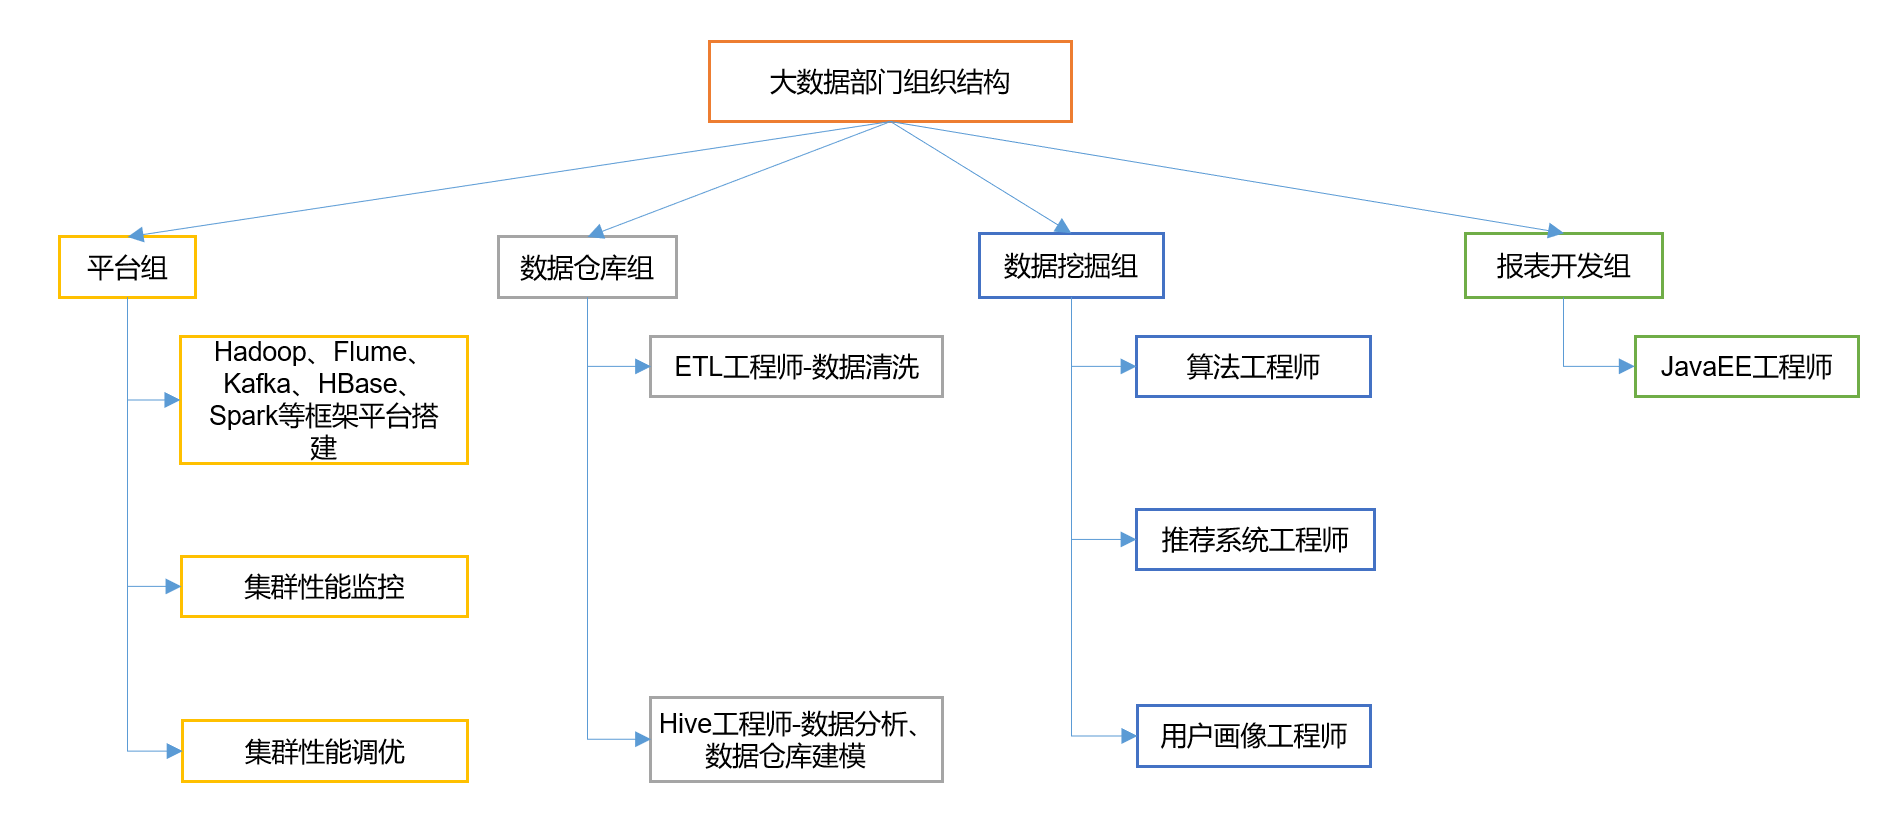 大数据部门组织结构
平台组
数据仓库组
数据挖掘组
报表开发组
Hadoop、Flume、
Kafka、HBase、
Spark等框架平台搭
建
集群性能监控
集群性能调优
ETL工程师-数据清洗
Hive工程师-数据分析、
数据仓库建模
算法工程师
推荐系统工程师
用户画像工程师
JavaEE工程师